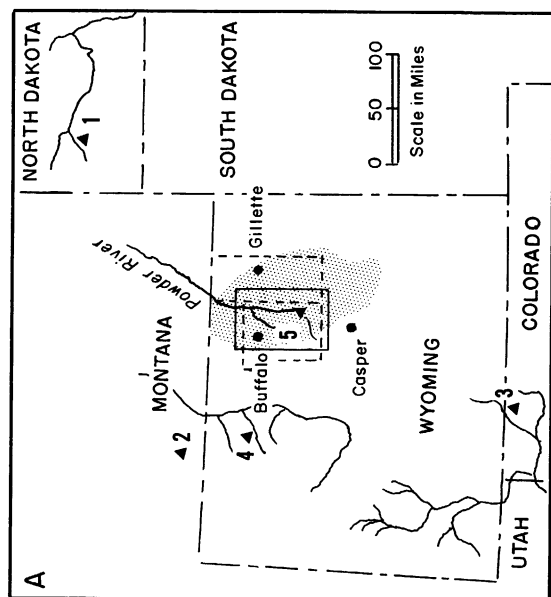 A
NORTH DAKOTA
1
SOUTH DAKOTA
0 50 100
Scale in Miles
Powder River
MONTANA
2
Gillette
Buffalo
5
4
Casper
WYOMING
3
UTAH
COLORADO